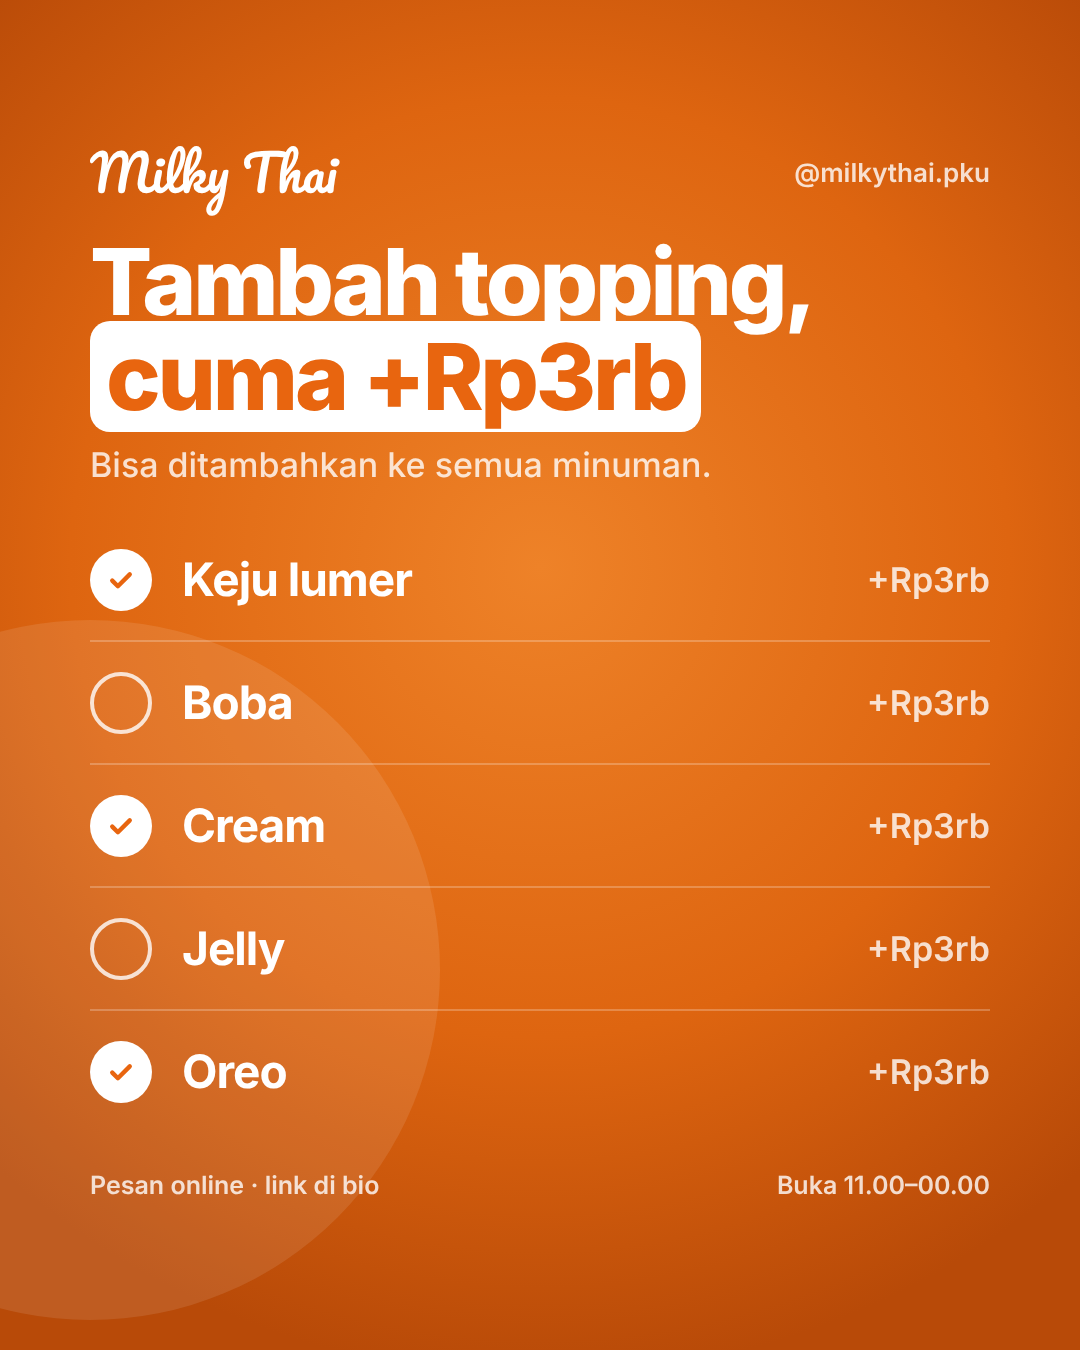 Milky Thai
@milkythai.pku
Tambah topping,
cuma +Rp3rb
Bisa ditambahkan ke semua minuman.
Keju lumer +Rp3rb
Boba +Rp3rb
Cream +Rp3rb
Jelly +Rp3rb
Oreo +Rp3rb
Pesan online · link di bio
Buka 11.00–00.00